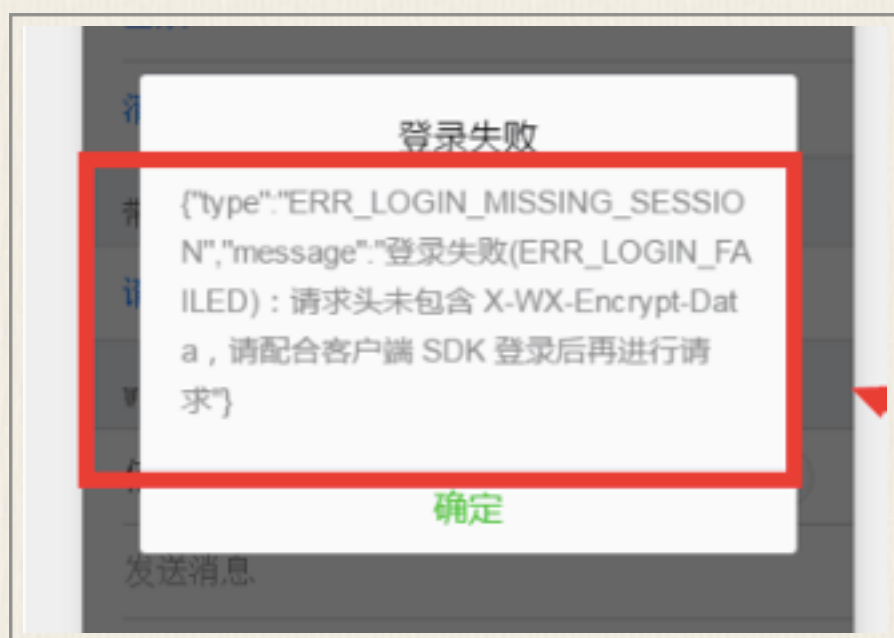 登录失败
{"type":"ERR_LOGIN_MISSING_SESSIO
N","message":"登录失败(ERR_LOGIN_FA
ILED)：请求头未包含 X-WX-Encrypt-Dat
a，请配合客户端 SDK 登录后再进行请
求"}
确定
发送消息